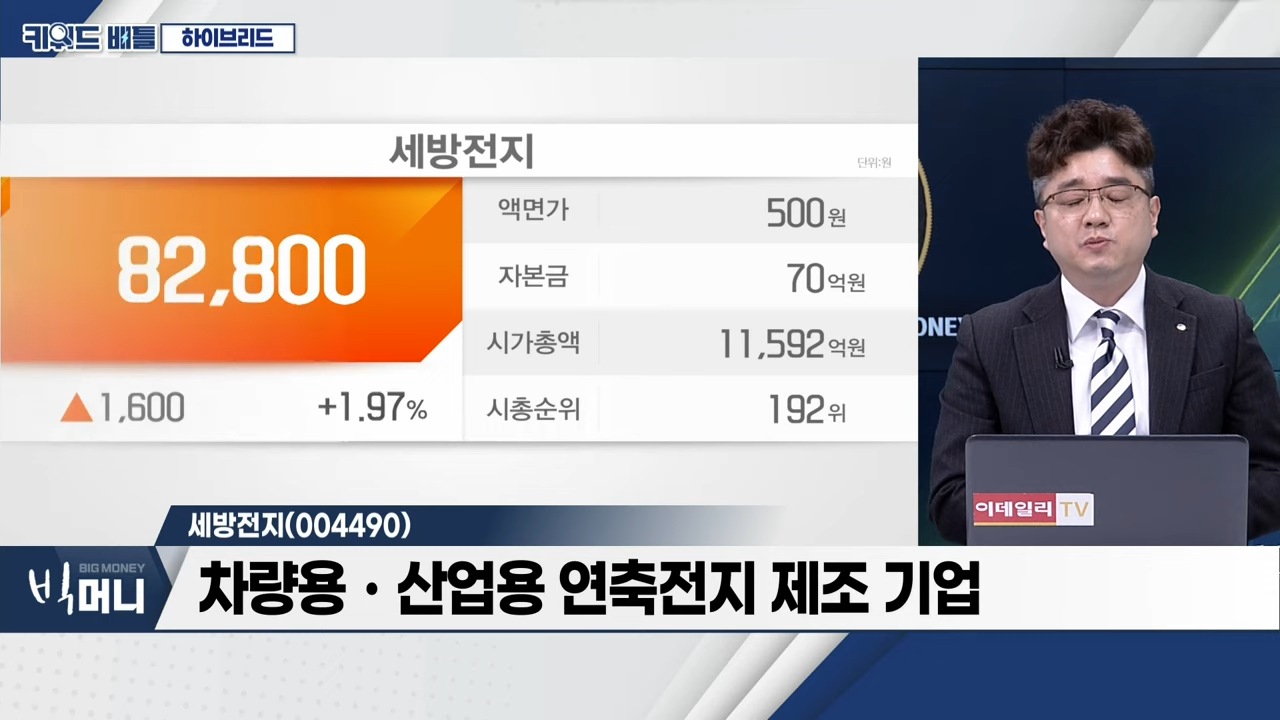 키워드 배틀 하이브리드
세방전지
단위:원
82,800
▲1,600 +1.97%
액면가 500원
자본금 70억원
시가총액 11,592억원
시총순위 192위
ONEY
이데일리 TV
세방전지(004490)
BIG MONEY
빅머니
차량용 · 산업용 연축전지 제조 기업